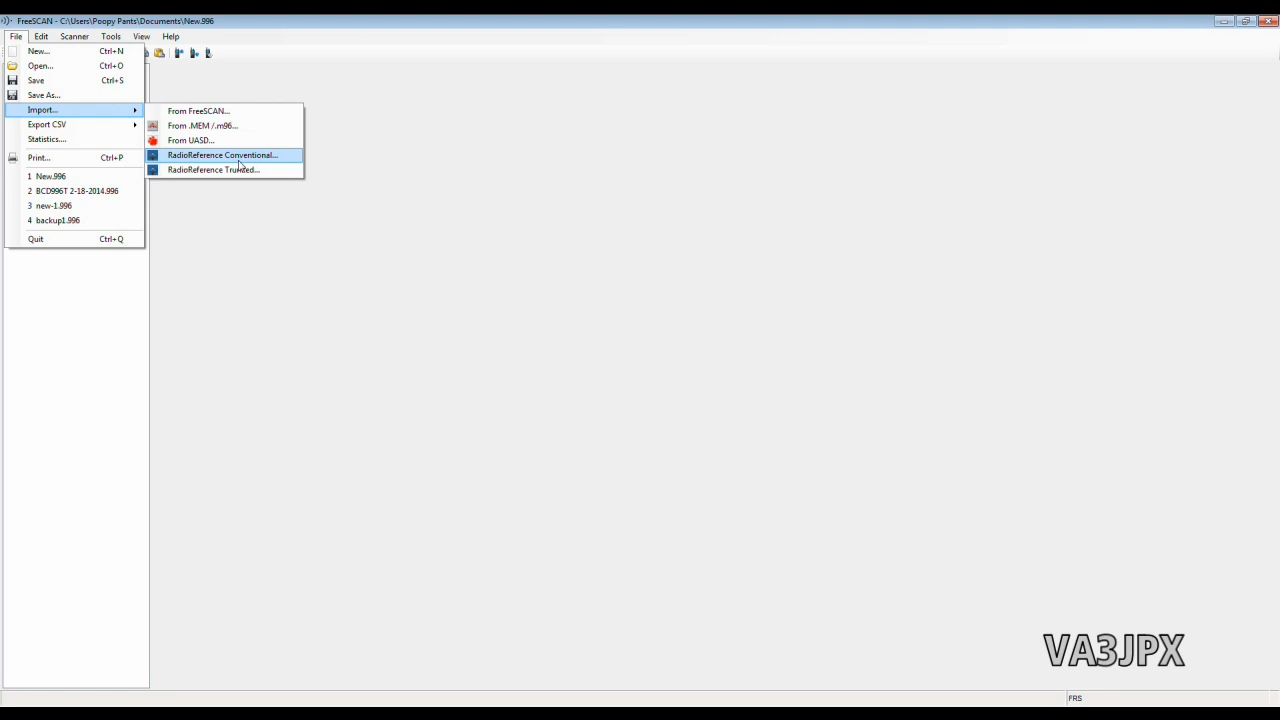 FreeSCAN - C:\Users\Poopy Pants\Documents\New.996
File Edit Scanner Tools View Help
New... Ctrl+N
Open... Ctrl+O
Save Ctrl+S
Save As...
Import...
Export CSV
Statistics....
Print... Ctrl+P
1 New.996
2 BCD996T 2-18-2014.996
3 new-1.996
4 backup1.996
Quit Ctrl+Q
From FreeSCAN...
From .MEM /.m96...
From UASD...
RadioReference Conventional...
RadioReference Trunked...
VA3JPX
FRS